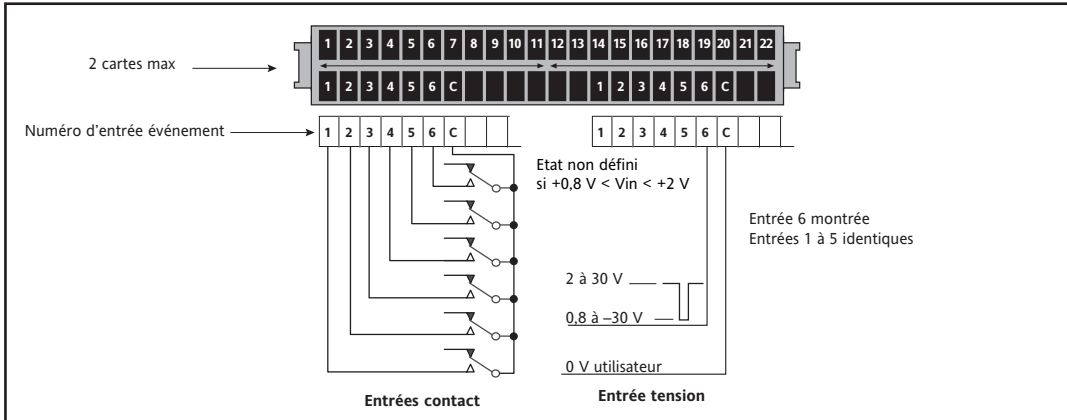 1 2 3 4 5 6 7 8 9 10 11 12 13 14 15 16 17 18 19 20 21 22
2 cartes max
1 2 3 4 5 6 C 1 2 3 4 5 6 C
Numéro d'entrée événement
1 2 3 4 5 6 C
1 2 3 4 5 6 C
Etat non défini
si +0,8 V < Vin < +2 V
Entrée 6 montrée
Entrées 1 à 5 identiques
2 à 30 V
0,8 à –30 V
0 V utilisateur
Entrées contact
Entrée tension